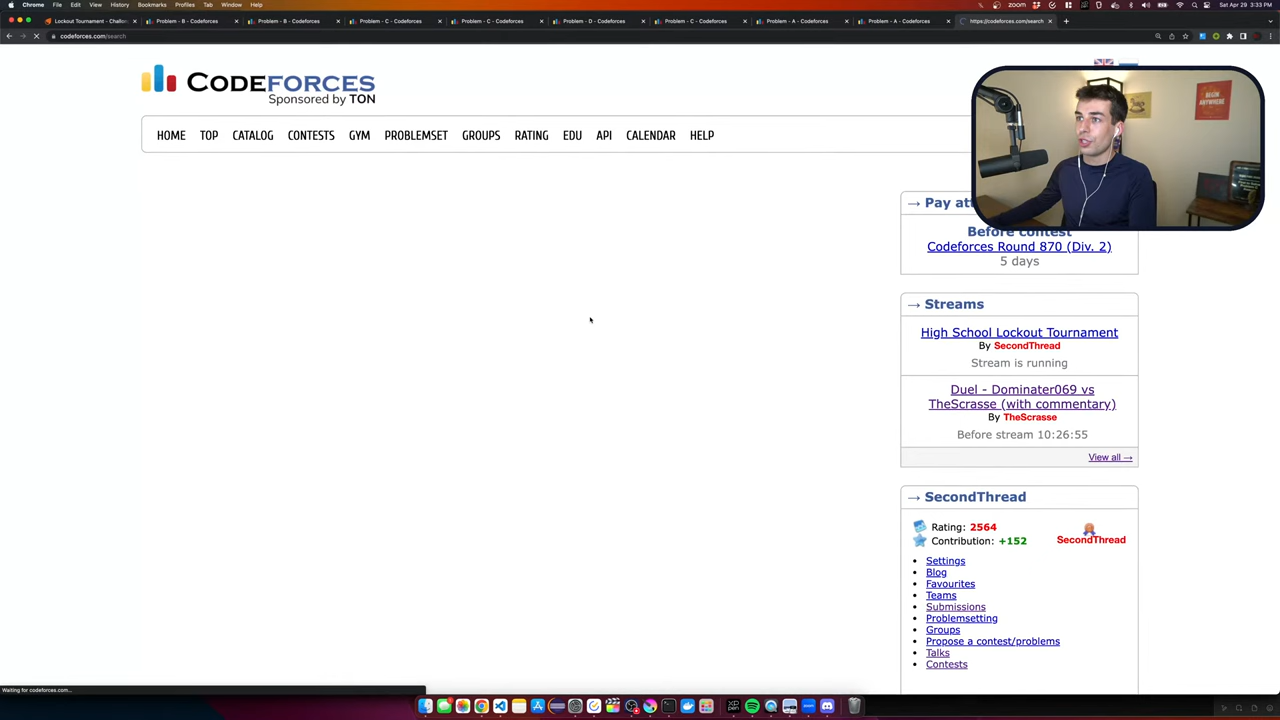 Chrome File Edit View History Bookmarks Profiles Tab Window Help
zoom
Sat Apr 29 3:33 PM
Lockout Tournament - Challon
Problem - B - Codeforces
Problem - B - Codeforces
Problem - C - Codeforces
Problem - C - Codeforces
Problem - D - Codeforces
Problem - C - Codeforces
Problem - A - Codeforces
Problem - A - Codeforces
https://codeforces.com/search
codeforces.com/search
CODEFORCES
Sponsored by TON
HOME TOP CATALOG CONTESTS GYM PROBLEMSET GROUPS RATING EDU API CALENDAR HELP
→ Pay att
Before contest
Codeforces Round 870 (Div. 2)
5 days
→ Streams
High School Lockout Tournament
By SecondThread
Stream is running
Duel - Dominater069 vs
TheScrasse (with commentary)
By TheScrasse
Before stream 10:26:55
View all →
→ SecondThread
Rating: 2564
Contribution: +152
SecondThread
Settings
Blog
Favourites
Teams
Submissions
Problemsetting
Groups
Propose a contest/problems
Talks
Contests
Waiting for codeforces.com...